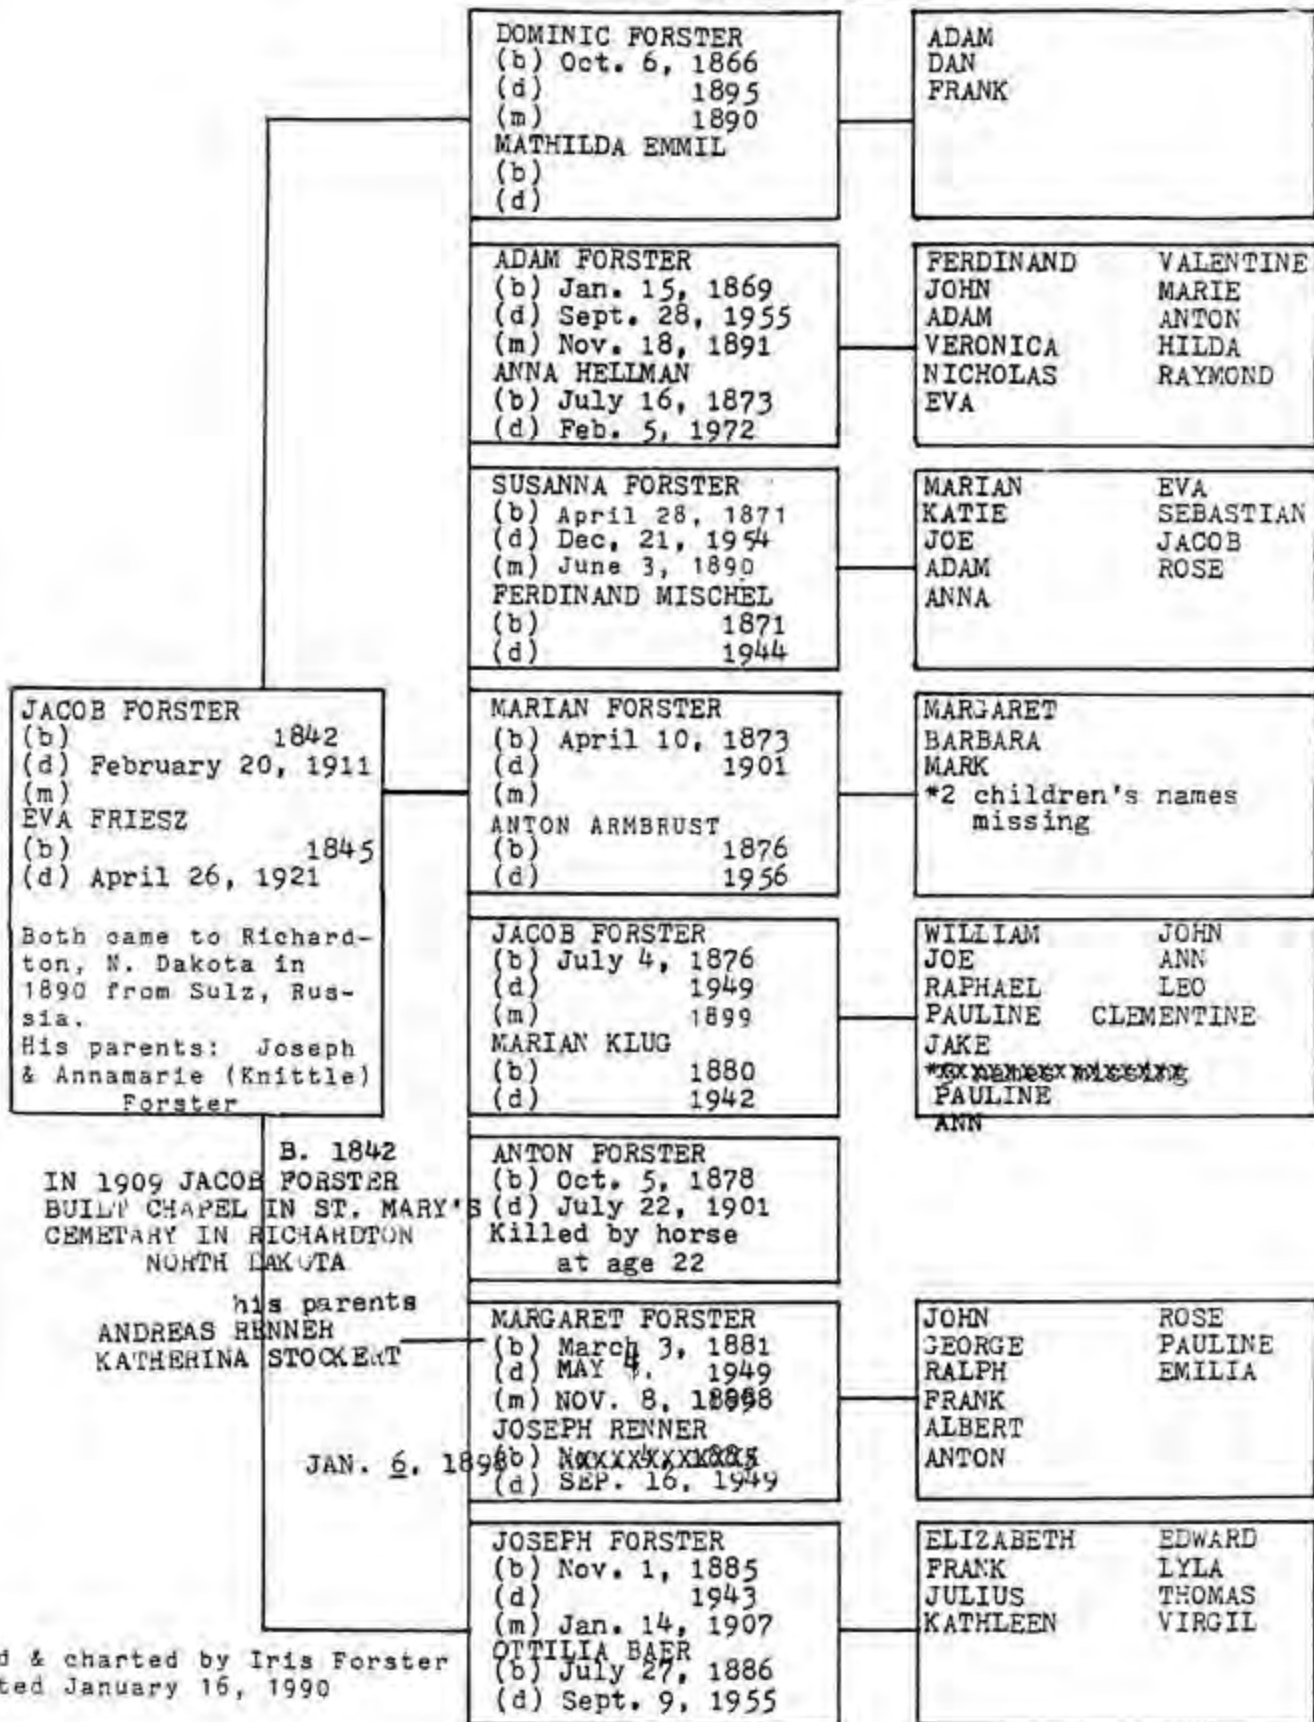 DOMINIC FORSTER
(b) Oct. 6, 1866
(d) 1895
(m) 1890
MATHILDA EMMIL
(b)
(d)
ADAM
DAN
FRANK
ADAM FORSTER
(b) Jan. 15, 1869
(d) Sept. 28, 1955
(m) Nov. 18, 1891
ANNA HELLMAN
(b) July 16, 1873
(d) Feb. 5, 1972
FERDINAND VALENTINE
JOHN MARIE
ADAM ANTON
VERONICA HILDA
NICHOLAS RAYMOND
EVA
SUSANNA FORSTER
(b) April 28, 1871
(d) Dec. 21, 1954
(m) June 3, 1890
FERDINAND MISCHEL
(b) 1871
(d) 1944
MARIAN EVA
KATIE SEBASTIAN
JOE JACOB
ADAM ROSE
ANNA
JACOB FORSTER
(b) 1842
(d) February 20, 1911
(m)
EVA FRIESZ
(b) 1845
(d) April 26, 1921
Both came to Richard-
ton, N. Dakota in
1890 from Sulz, Rus-
sia.
His parents: Joseph
& Annamarie (Knittle)
Forster
MARIAN FORSTER
(b) April 10, 1873
(d) 1901
(m)
ANTON ARMBRUST
(b) 1876
(d) 1956
MARGARET
BARBARA
MARK
*2 children's names
missing
JACOB FORSTER
(b) July 4, 1876
(d) 1949
(m) 1899
MARIAN KLUG
(b) 1880
(d) 1942
WILLIAM JOHN
JOE ANN
RAPHAEL LEO
PAULINE CLEMENTINE
JAKE
PAULINE
ANN
B. 1842
IN 1909 JACOB FORSTER
BUILT CHAPEL IN ST. MARY'S
CEMETARY IN RICHARDTON
NORTH DAKOTA
ANTON FORSTER
(b) Oct. 5, 1878
(d) July 22, 1901
Killed by horse
at age 22
his parents
ANDREAS RENNER
KATHERINA STOCKERT
MARGARET FORSTER
(b) March 3, 1881
(d) MAY 4. 1949
(m) NOV. 8,
JOSEPH RENNER
JAN. 6, (b)
(d) SEP. 16, 1949
JOHN ROSE
GEORGE PAULINE
RALPH EMILIA
FRANK
ALBERT
ANTON
JOSEPH FORSTER
(b) Nov. 1, 1885
(d) 1943
(m) Jan. 14, 1907
OTTILIA BAER
(b) July 27, 1886
(d) Sept. 9, 1955
ELIZABETH EDWARD
FRANK LYLA
JULIUS THOMAS
KATHLEEN VIRGIL
& charted by Iris Forster
January 16, 1990